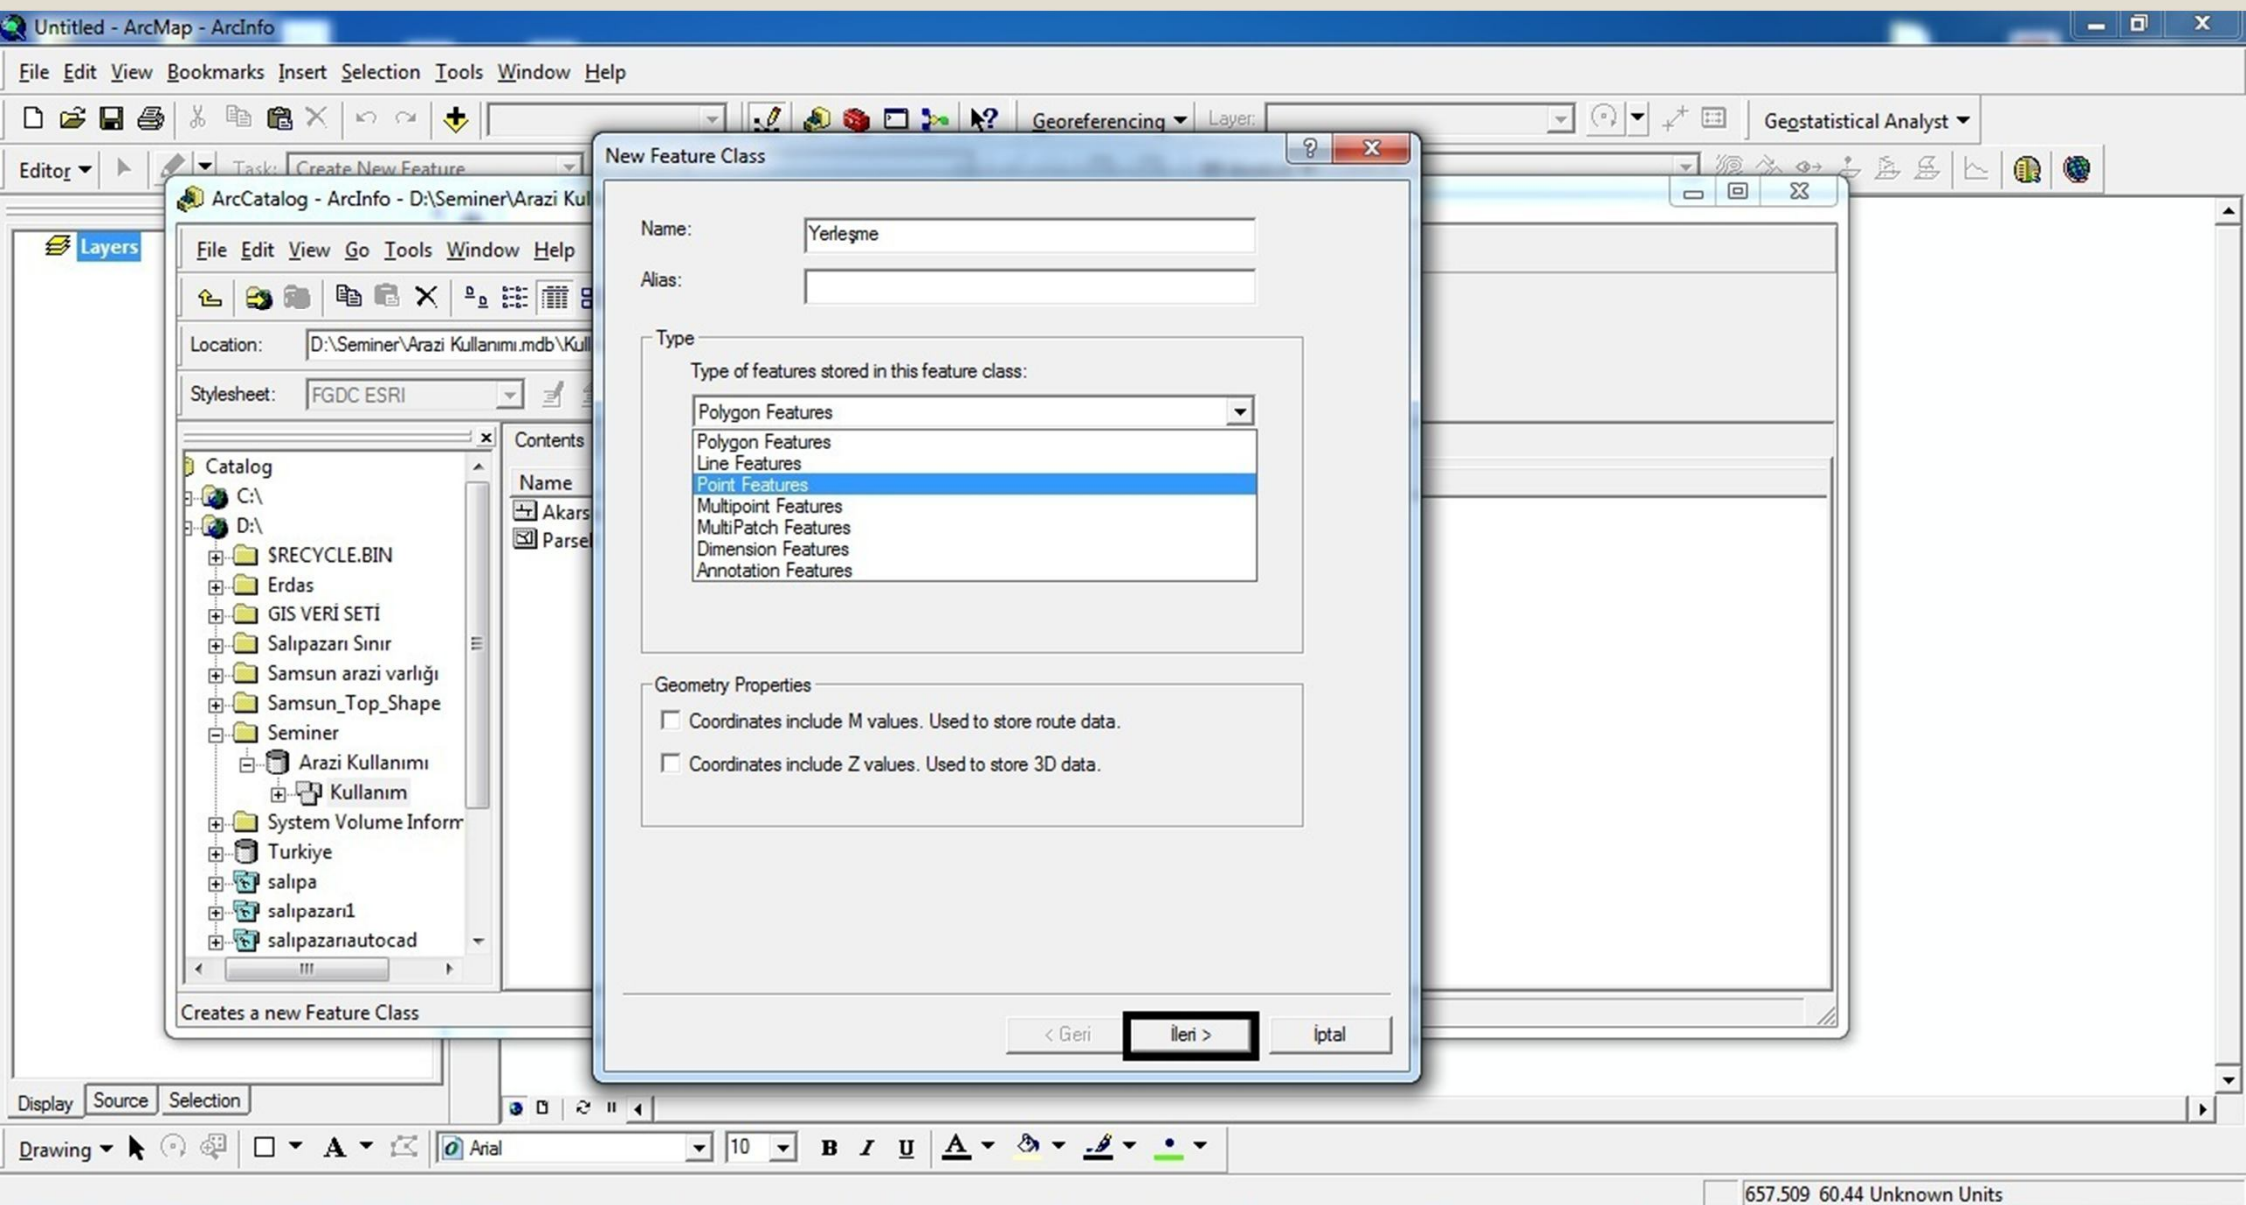 Untitled - ArcMap - ArcInfo
File Edit View Bookmarks Insert Selection Tools Window Help
Georeferencing Layer:
Geostatistical Analyst
Editor Task: Create New Feature
New Feature Class
ArcCatalog - ArcInfo - D:\Seminer\Arazi Kul
Layers
File Edit View Go Tools Window Help
Location: D:\Seminer\Arazi Kullanımı.mdb\Kull
Stylesheet: FGDC ESRI
Contents
Name
Akars
Parsel
Catalog
C:\
D:\
$RECYCLE.BIN
Erdas
GIS VERİ SETİ
Salıpazarı Sınır
Samsun arazi varlığı
Samsun_Top_Shape
Seminer
Arazi Kullanımı
Kullanım
System Volume Inform
Turkiye
salıpa
salıpazarı1
salıpazarıautocad
Creates a new Feature Class
Name: Yerleşme
Alias:
Type
Type of features stored in this feature class:
Polygon Features
Polygon Features
Line Features
Point Features
Multipoint Features
MultiPatch Features
Dimension Features
Annotation Features
Geometry Properties
Coordinates include M values. Used to store route data.
Coordinates include Z values. Used to store 3D data.
< Geri İleri > İptal
Display Source Selection
Drawing A Arial 10 B I U A
657.509 60.44 Unknown Units